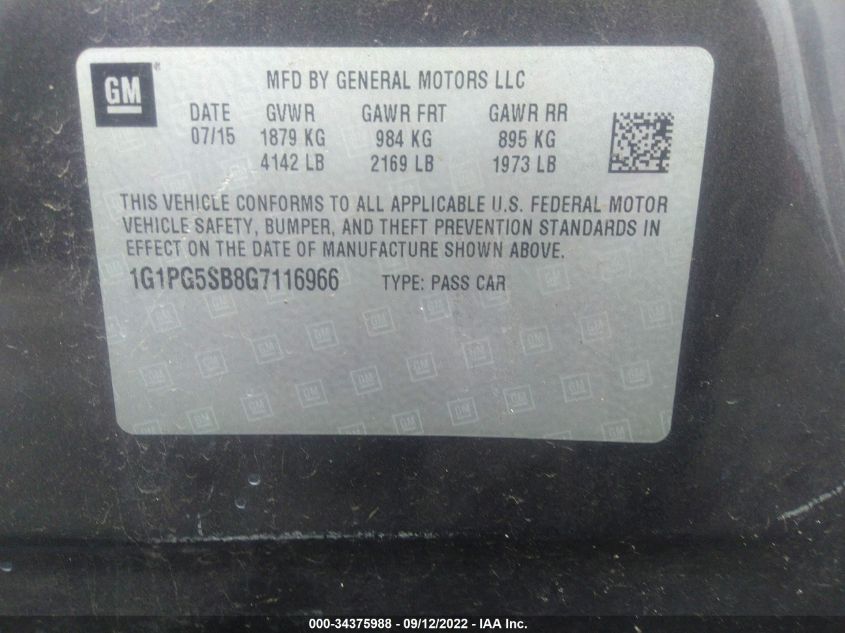 GM ®
MFD BY GENERAL MOTORS LLC
DATE GVWR GAWR FRT GAWR RR
07/15 1879 KG 984 KG 895 KG
4142 LB 2169 LB 1973 LB
THIS VEHICLE CONFORMS TO ALL APPLICABLE U.S. FEDERAL MOTOR
VEHICLE SAFETY, BUMPER, AND THEFT PREVENTION STANDARDS IN
EFFECT ON THE DATE OF MANUFACTURE SHOWN ABOVE.
1G1PG5SB8G7116966 TYPE: PASS CAR
000-34375988 - 09/12/2022 - IAA Inc.